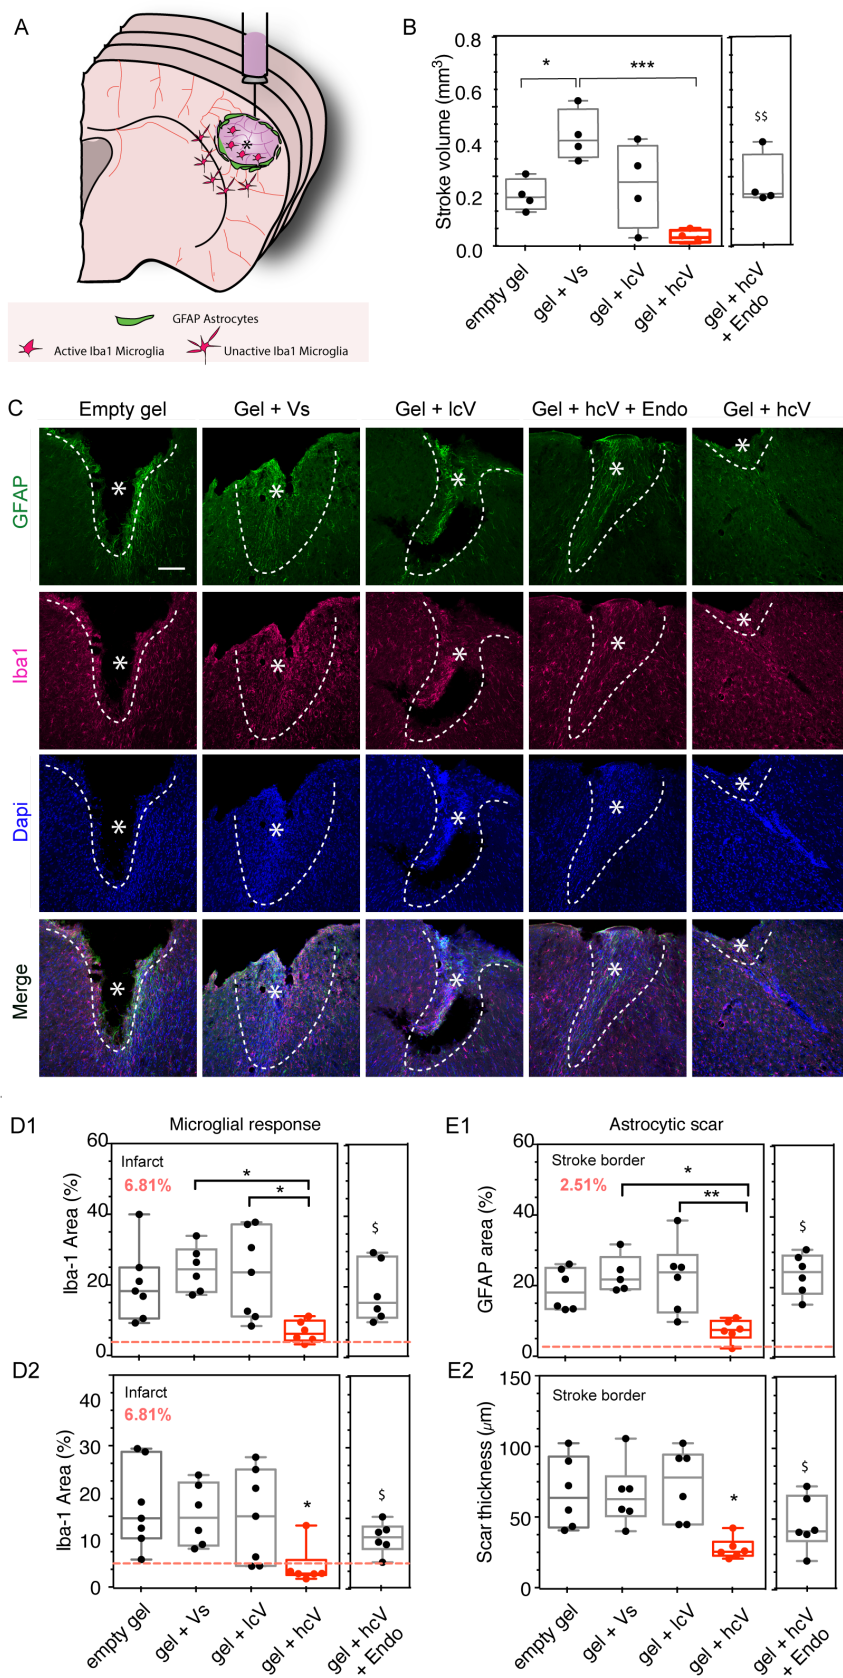 A
*
GFAP Astrocytes
Active Iba1 Microglia
Unactive Iba1 Microglia
B
Stroke volume (mm³)
0.8
0.6
0.4
0.2
0.0
*
***
$$
empty gel
gel + Vs
gel + lcV
gel + hcV
gel + hcV
+ Endo
C
Empty gel
Gel + Vs
Gel + lcV
Gel + hcV + Endo
Gel + hcV
GFAP
* * * * *
Iba1
* * * * *
Dapi
* * * * *
Merge
* * * * *
D1
Microglial response
Iba-1 Area (%)
60
40
20
0
Infarct
6.81%
*
*
$
E1
Astrocytic scar
GFAP area (%)
60
40
20
0
Stroke border
2.51%
*
**
$
D2
Iba-1 Area (%)
40
30
20
10
0
Infarct
6.81%
*
$
empty gel
gel + Vs
gel + lcV
gel + hcV
gel + hcV
+ Endo
E2
Scar thickness (µm)
150
100
50
0
Stroke border
*
$
empty gel
gel + Vs
gel + lcV
gel + hcV
gel + hcV
+ Endo